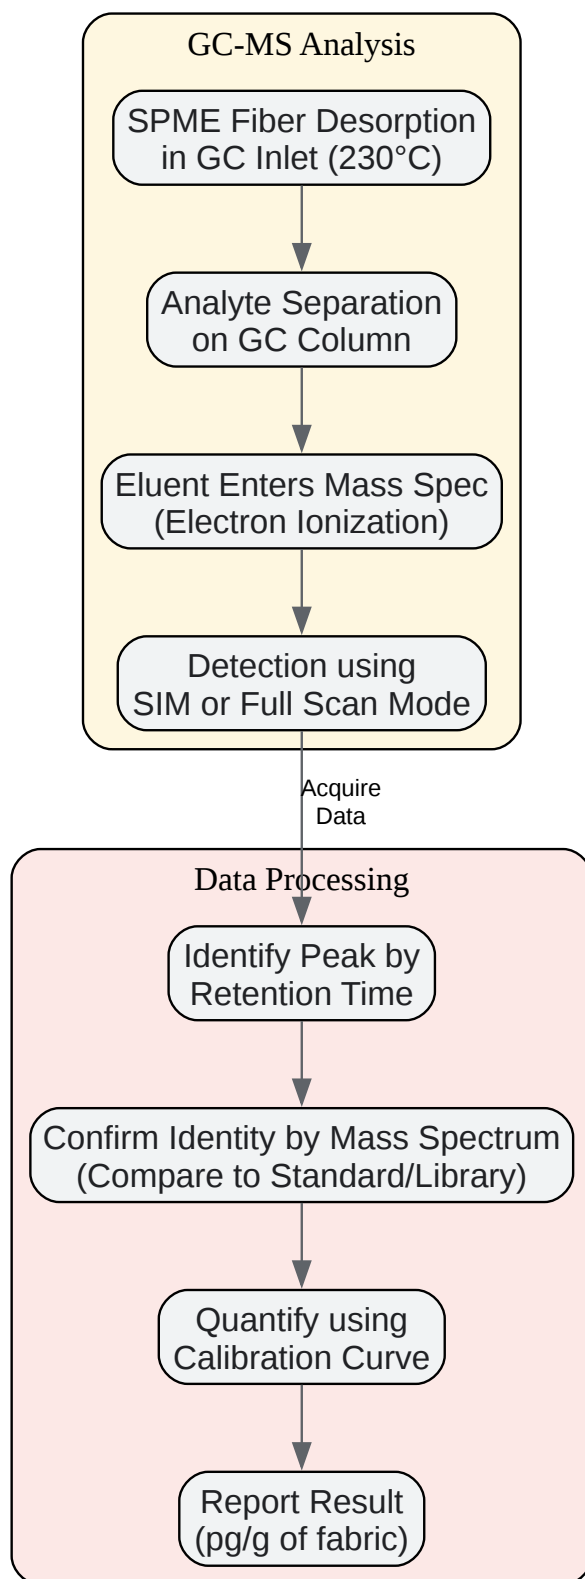 GC-MS Analysis
SPME Fiber Desorption
in GC Inlet (230°C)
Analyte Separation
on GC Column
Eluent Enters Mass Spec
(Electron Ionization)
Detection using
SIM or Full Scan Mode
Acquire
Data
Data Processing
Identify Peak by
Retention Time
Confirm Identity by Mass Spectrum
(Compare to Standard/Library)
Quantify using
Calibration Curve
Report Result
(pg/g of fabric)